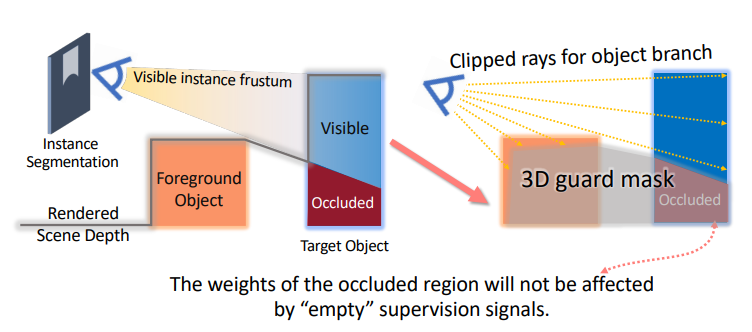 Clipped rays for object branch
Visible instance frustum
Instance
Segmentation
Visible
Foreground
Object
3D guard mask
Occluded
Occluded
Rendered
Scene Depth
Target Object
The weights of the occluded region will not be affected
by “empty” supervision signals.